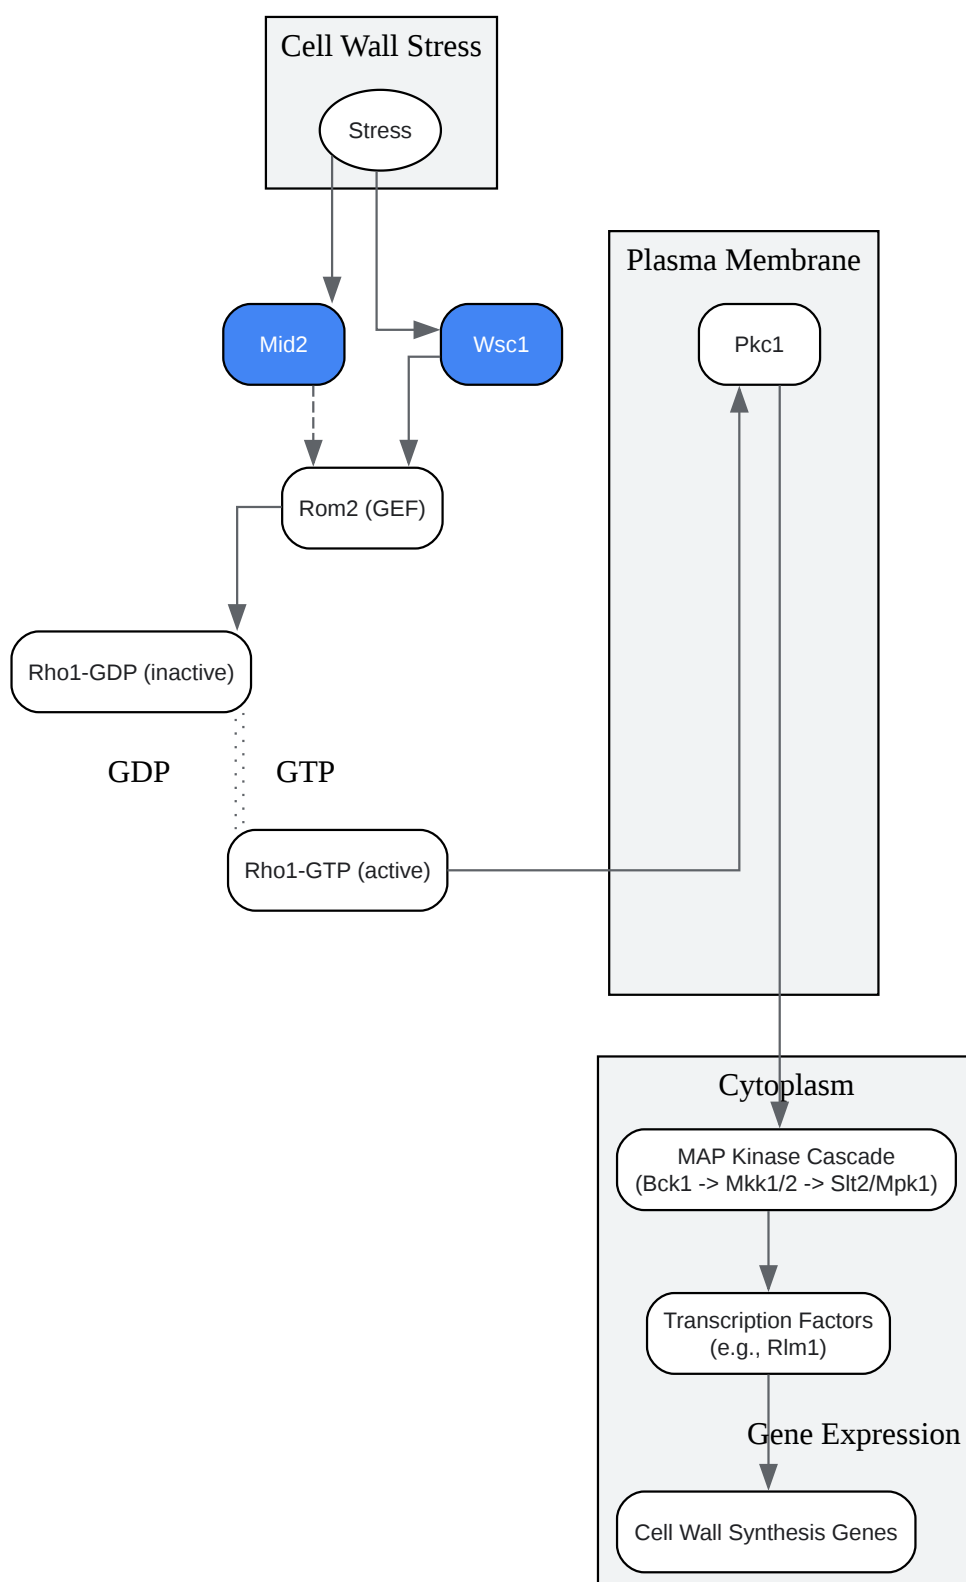 Cell Wall Stress
Stress
Plasma Membrane
Mid2
Wsc1
Pkc1
Rom2 (GEF)
Rho1-GDP (inactive)
GDP
GTP
Rho1-GTP (active)
Cytoplasm
MAP Kinase Cascade
(Bck1 -> Mkk1/2 -> Slt2/Mpk1)
Transcription Factors
(e.g., Rlm1)
Gene Expression
Cell Wall Synthesis Genes